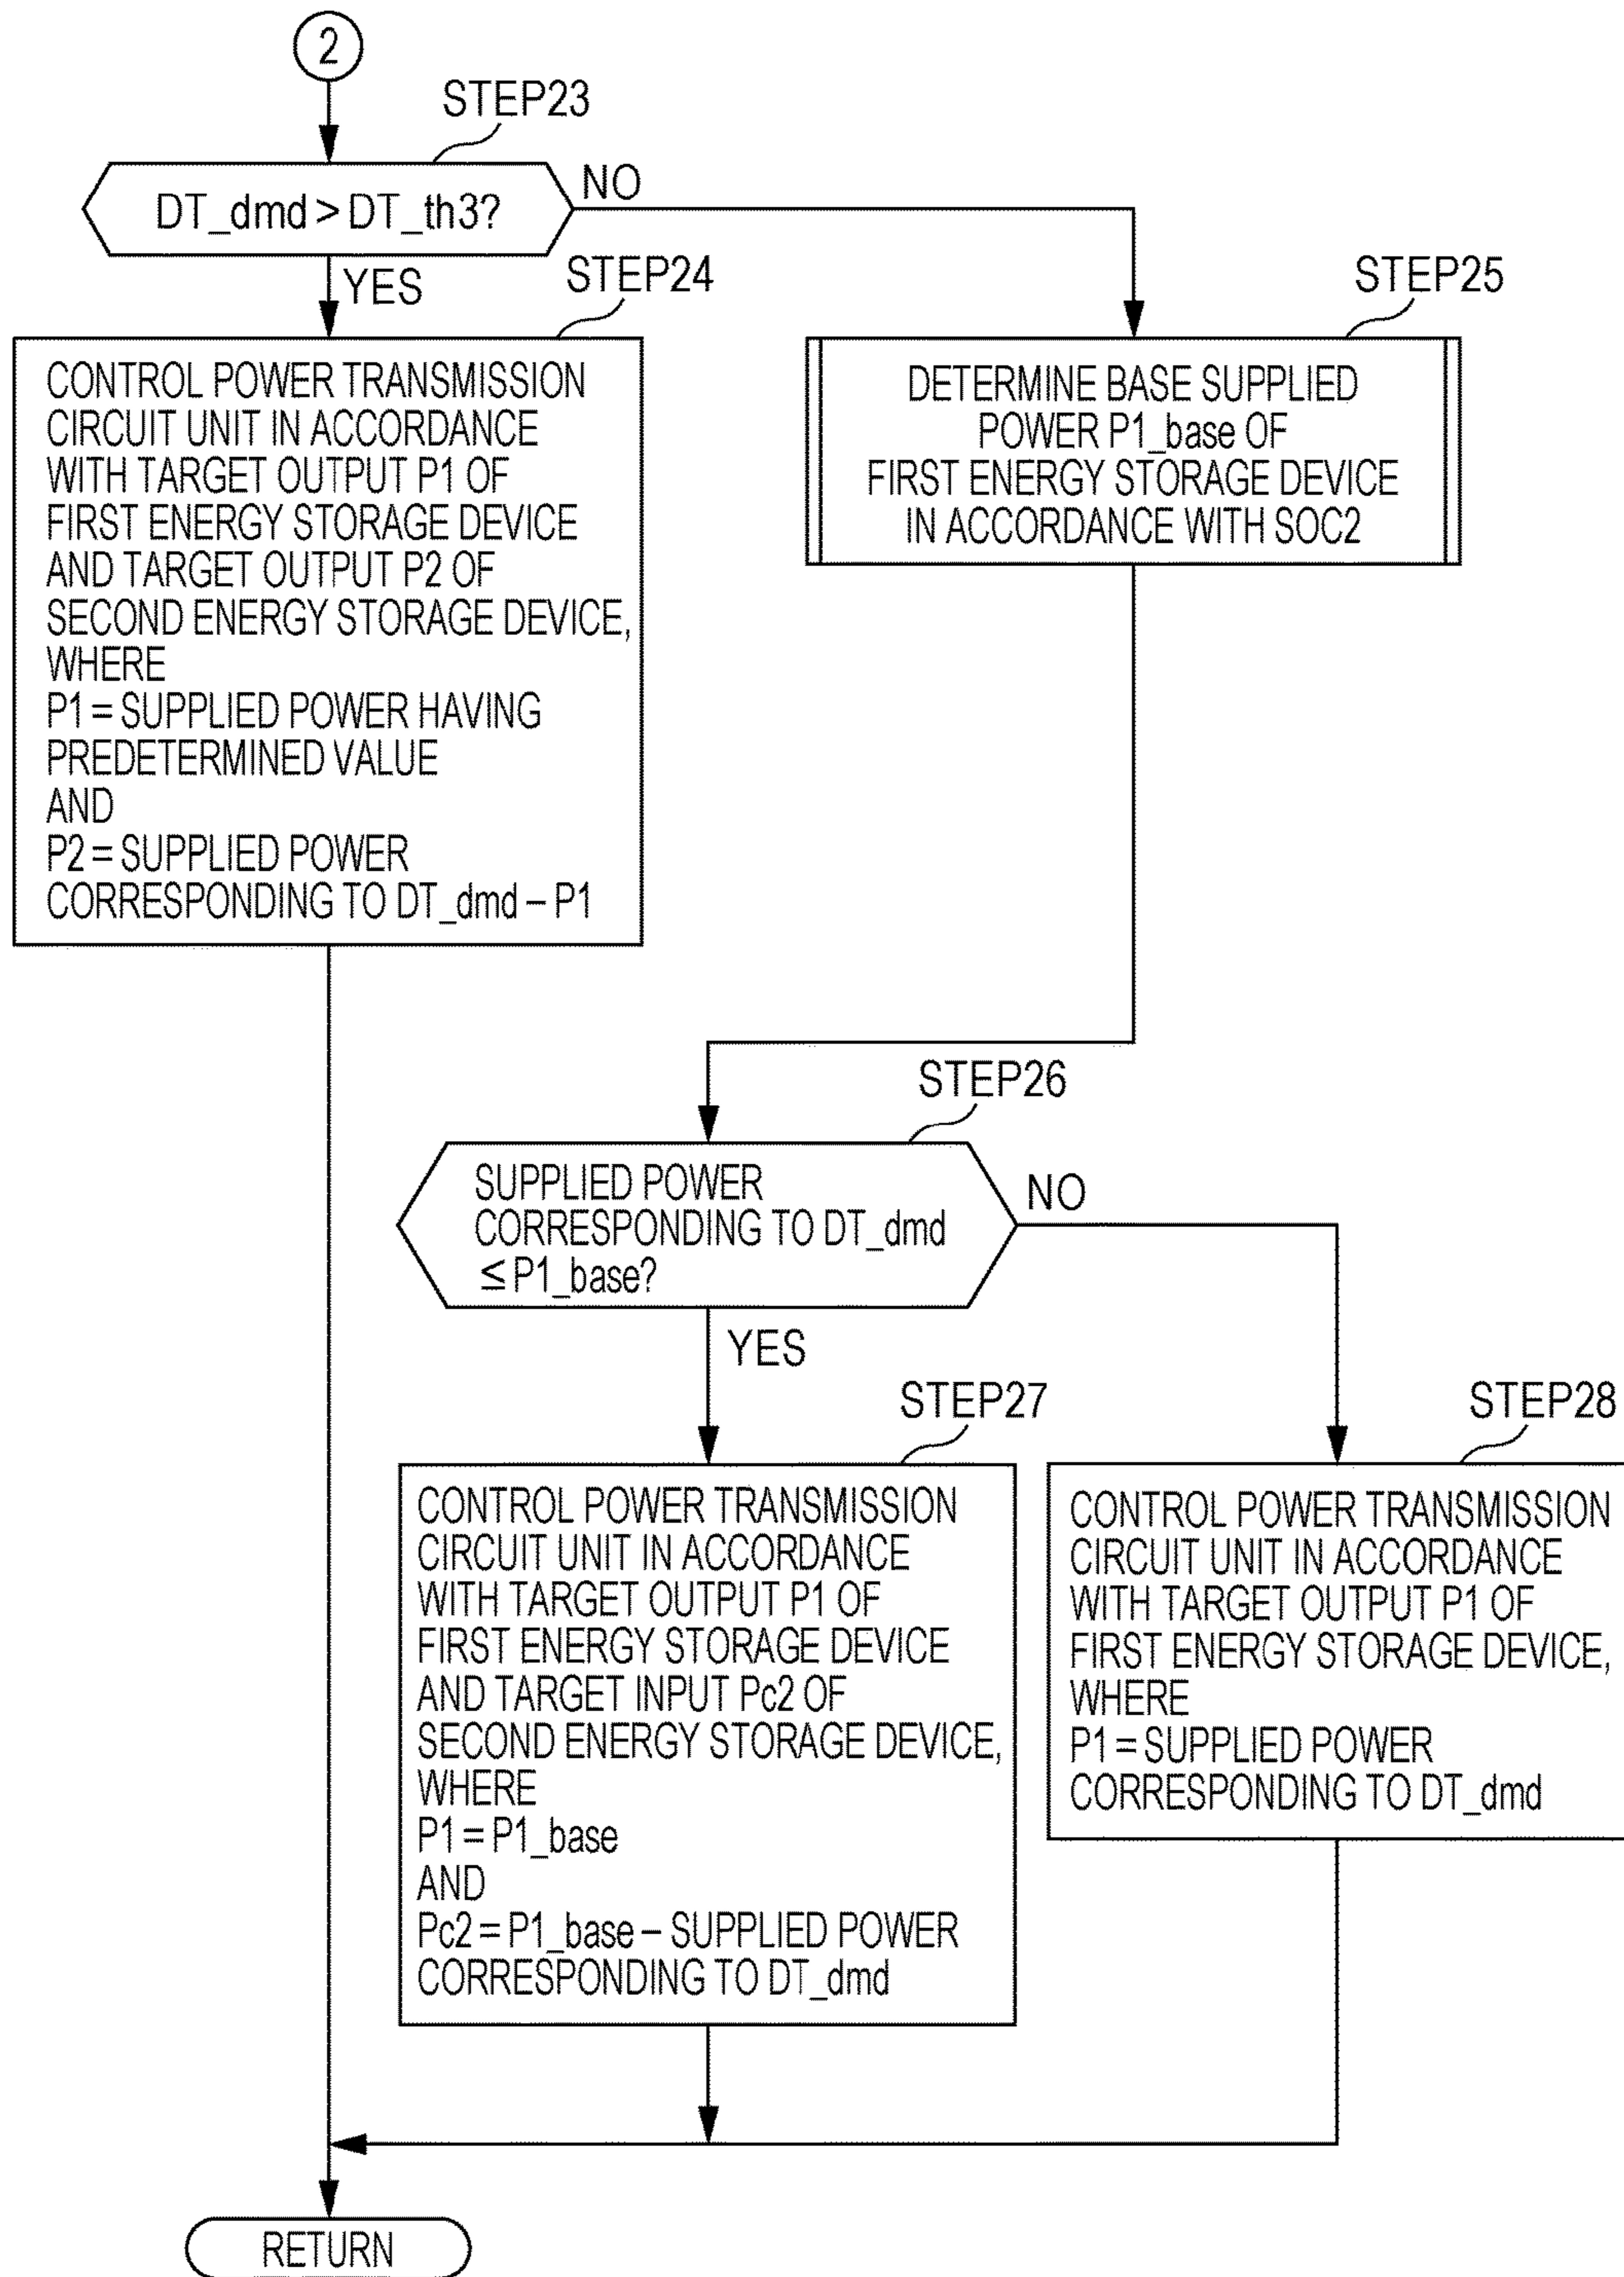 2
STEP23
DT_dmd > DT_th3?
NO
YES
STEP24
CONTROL POWER TRANSMISSION
CIRCUIT UNIT IN ACCORDANCE
WITH TARGET OUTPUT P1 OF
FIRST ENERGY STORAGE DEVICE
AND TARGET OUTPUT P2 OF
SECOND ENERGY STORAGE DEVICE,
WHERE
P1 = SUPPLIED POWER HAVING
PREDETERMINED VALUE
AND
P2 = SUPPLIED POWER
CORRESPONDING TO DT_dmd – P1
STEP25
DETERMINE BASE SUPPLIED
POWER P1_base OF
FIRST ENERGY STORAGE DEVICE
IN ACCORDANCE WITH SOC2
STEP26
SUPPLIED POWER
CORRESPONDING TO DT_dmd
≤ P1_base?
NO
YES
STEP27
CONTROL POWER TRANSMISSION
CIRCUIT UNIT IN ACCORDANCE
WITH TARGET OUTPUT P1 OF
FIRST ENERGY STORAGE DEVICE
AND TARGET INPUT Pc2 OF
SECOND ENERGY STORAGE DEVICE,
WHERE
P1 = P1_base
AND
Pc2 = P1_base – SUPPLIED POWER
CORRESPONDING TO DT_dmd
STEP28
CONTROL POWER TRANSMISSION
CIRCUIT UNIT IN ACCORDANCE
WITH TARGET OUTPUT P1 OF
FIRST ENERGY STORAGE DEVICE,
WHERE
P1 = SUPPLIED POWER
CORRESPONDING TO DT_dmd
RETURN